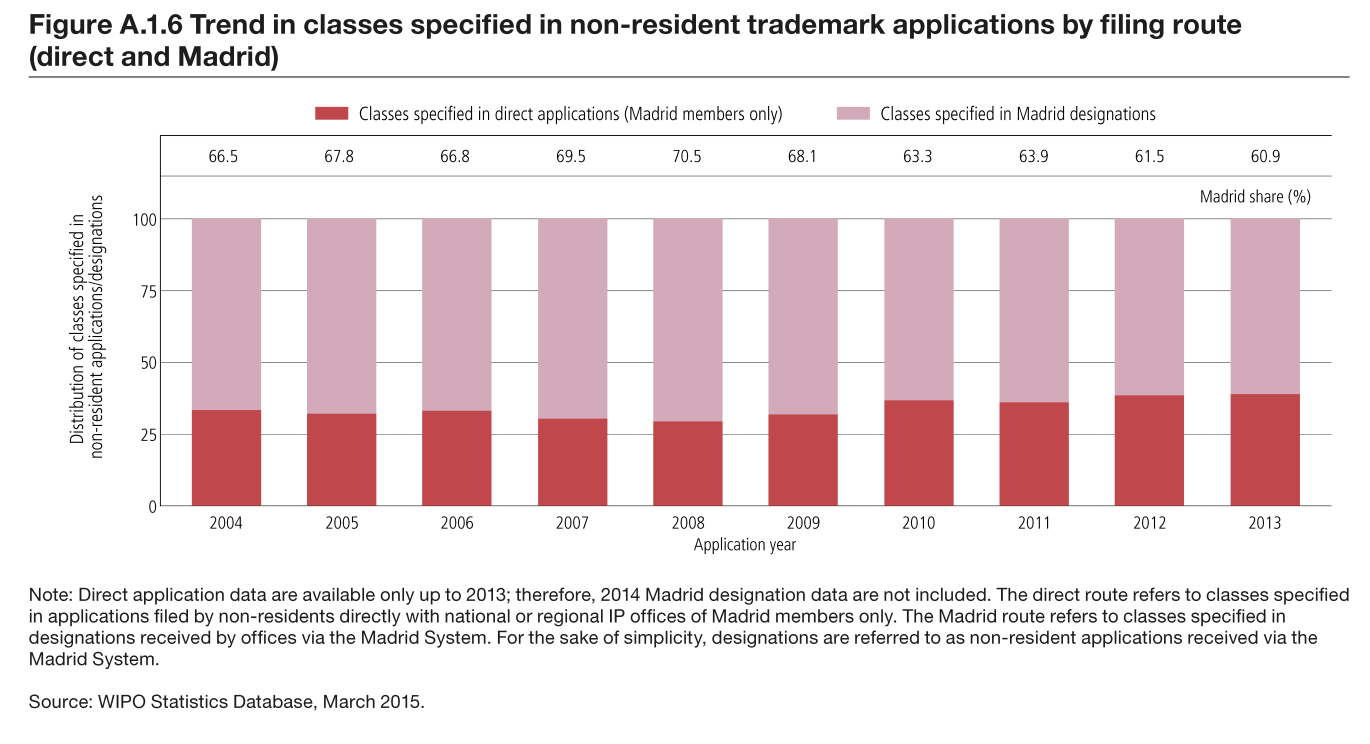 Figure A.1.6 Trend in classes specified in non-resident trademark applications by filing route
(direct and Madrid)
Classes specified in direct applications (Madrid members only) Classes specified in Madrid designations
66.5 67.8 66.8 69.5 70.5 68.1 63.3 63.9 61.5 60.9
Madrid share (%)
Distribution of classes specified in
non-resident applications/designations
100
75
50
25
0
2004 2005 2006 2007 2008 2009 2010 2011 2012 2013
Application year
Note: Direct application data are available only up to 2013; therefore, 2014 Madrid designation data are not included. The direct route refers to classes specified
in applications filed by non-residents directly with national or regional IP offices of Madrid members only. The Madrid route refers to classes specified in
designations received by offices via the Madrid System. For the sake of simplicity, designations are referred to as non-resident applications received via the
Madrid System.
Source: WIPO Statistics Database, March 2015.